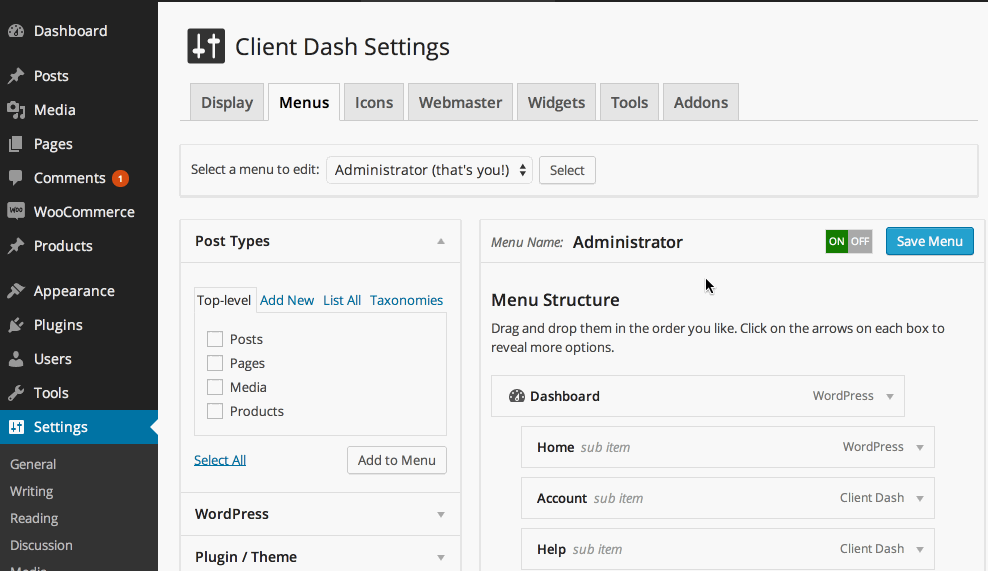 Dashboard
Posts
Media
Pages
Comments 1
WooCommerce
Products
Appearance
Plugins
Users
Tools
Settings
General
Writing
Reading
Discussion
Media
Client Dash Settings
Display Menus Icons Webmaster Widgets Tools Addons
Select a menu to edit: Administrator (that's you!) Select
Post Types
Top-level Add New List All Taxonomies
Posts
Pages
Media
Products
Select All Add to Menu
WordPress
Plugin / Theme
Menu Name: Administrator ON OFF Save Menu
Menu Structure
Drag and drop them in the order you like. Click on the arrows on each box to
reveal more options.
Dashboard WordPress
Home sub item WordPress
Account sub item Client Dash
Help sub item Client Dash